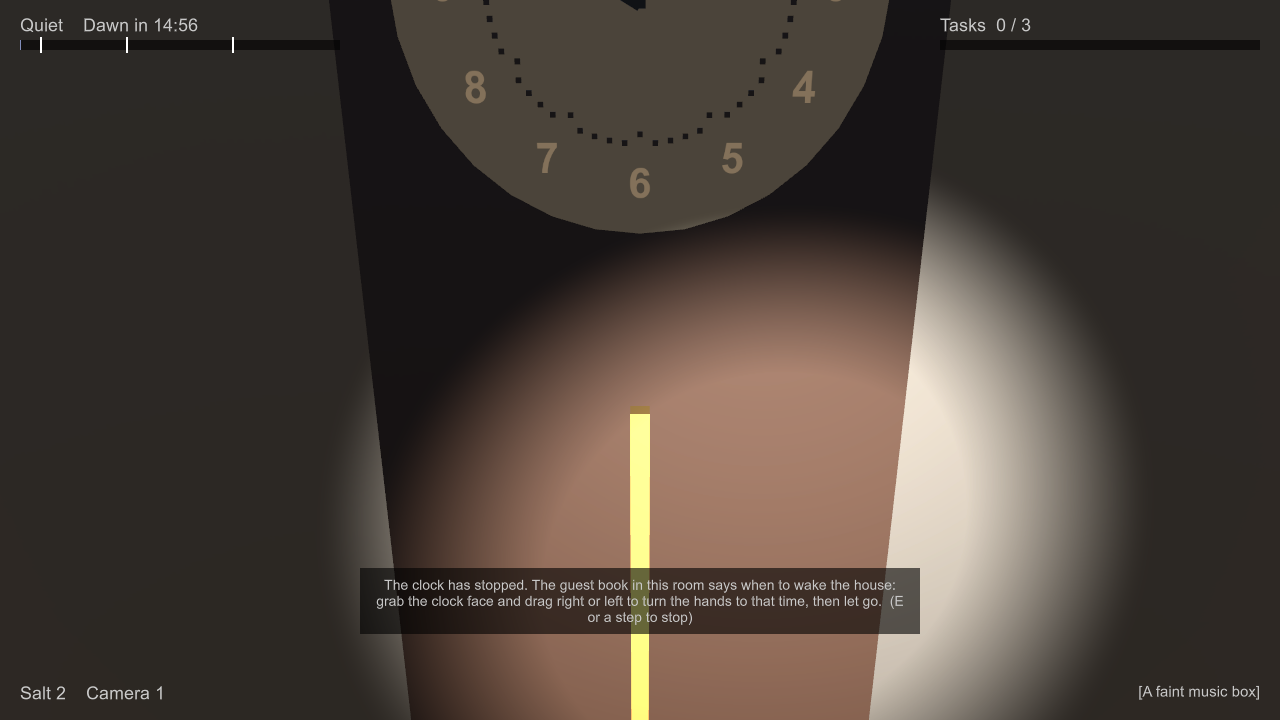 Quiet Dawn in 14:56
Tasks 0 / 3
8 4
7 5
6
The clock has stopped. The guest book in this room says when to wake the house:
grab the clock face and drag right or left to turn the hands to that time, then let go. (E
or a step to stop)
Salt 2 Camera 1
[A faint music box]